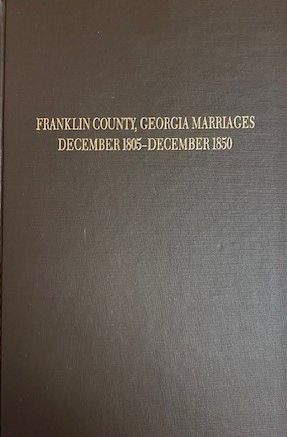 FRANKLIN COUNTY, GEORGIA MARRIAGES
DECEMBER 1805–DECEMBER 1850